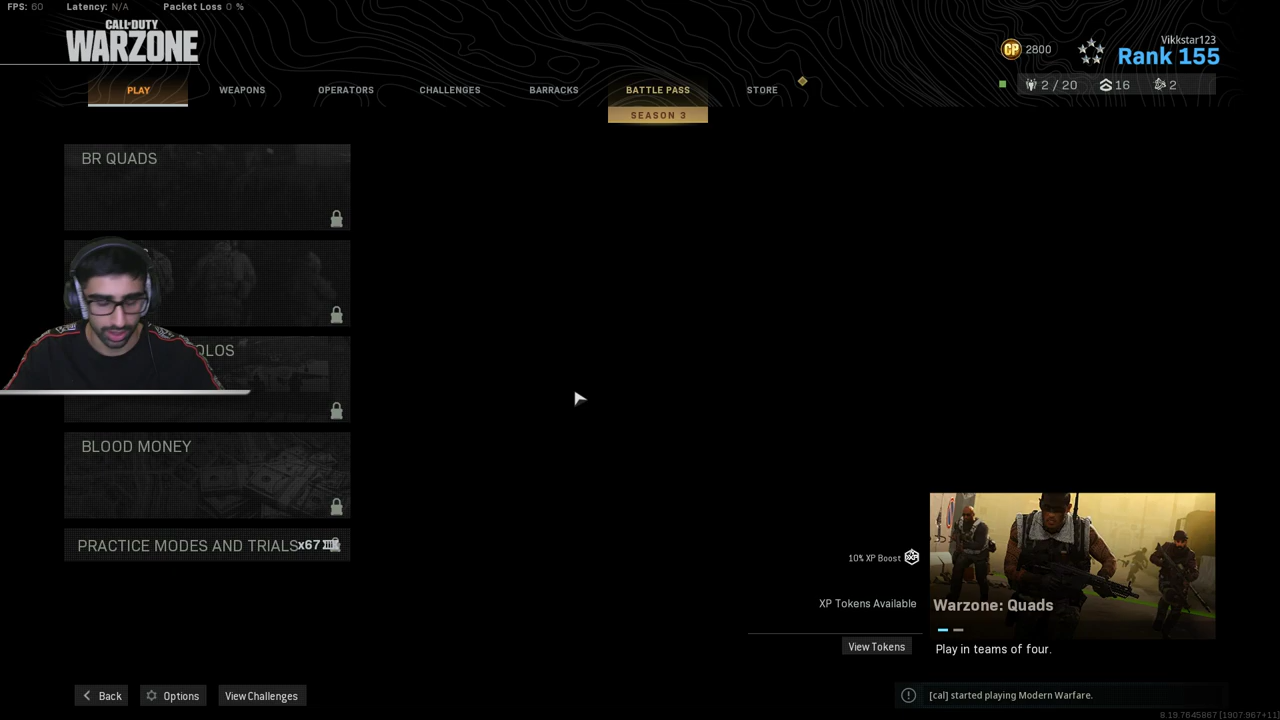 FPS: 60 Latency: N/A Packet Loss 0 %
CALL OF DUTY
WARZONE
CP 2800
Vikkstar123
Rank 155
2 / 20 16 2
PLAY WEAPONS OPERATORS CHALLENGES BARRACKS BATTLE PASS STORE
SEASON 3
BR QUADS
OLOS
BLOOD MONEY
PRACTICE MODES AND TRIALS x67
10% XP Boost
XP Tokens Available
View Tokens
Warzone: Quads
Play in teams of four.
Back Options View Challenges
[cal] started playing Modern Warfare.